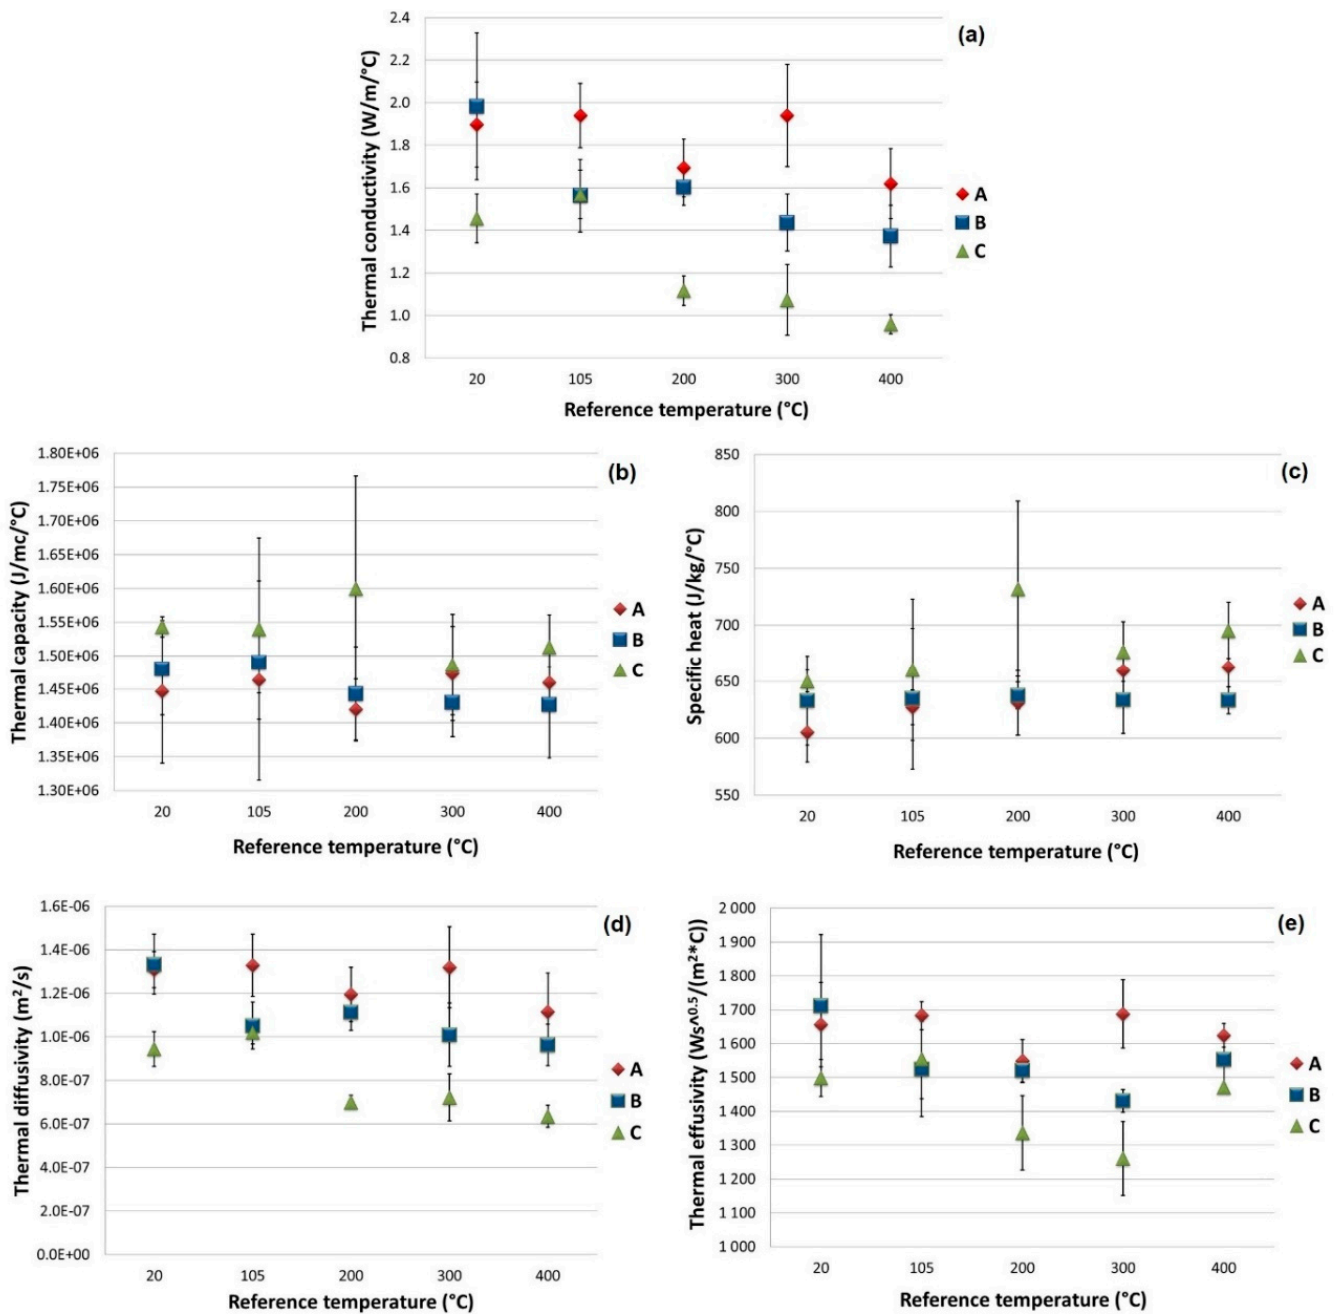 (a)
Thermal conductivity (W/m/°C)
2.4
2.2
2.0
1.8
1.6
1.4
1.2
1.0
0.8
20 105 200 300 400
Reference temperature (°C)
A
B
C
(b)
Thermal capacity (J/mc/°C)
1.80E+06
1.75E+06
1.70E+06
1.65E+06
1.60E+06
1.55E+06
1.50E+06
1.45E+06
1.40E+06
1.35E+06
1.30E+06
20 105 200 300 400
Reference temperature (°C)
A
B
C
(c)
Specific heat (J/kg/°C)
850
800
750
700
650
600
550
20 105 200 300 400
Reference temperature (°C)
A
B
C
(d)
Thermal diffusivity (m²/s)
1.6E-06
1.4E-06
1.2E-06
1.0E-06
8.0E-07
6.0E-07
4.0E-07
2.0E-07
0.0E+00
20 105 200 300 400
Reference temperature (°C)
A
B
C
(e)
Thermal effusivity (Ws^0.5/(m²*C))
2 000
1 900
1 800
1 700
1 600
1 500
1 400
1 300
1 200
1 100
1 000
20 105 200 300 400
Reference temperature (°C)
A
B
C